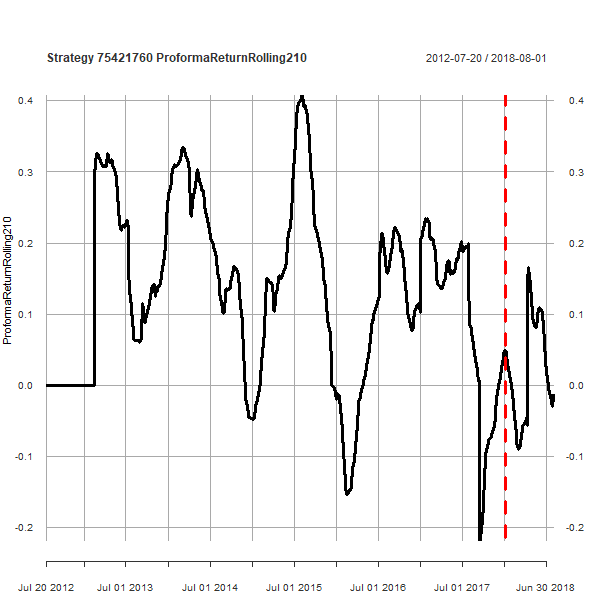 Strategy 75421760 ProformaReturnRolling210
2012-07-20 / 2018-08-01
ProformaReturnRolling210
0.4
0.4
0.3
0.3
0.2
0.2
0.1
0.1
0.0
0.0
-0.1
-0.1
-0.2
-0.2
Jul 20 2012
Jul 01 2013
Jul 01 2014
Jul 01 2015
Jul 01 2016
Jul 01 2017
Jun 30 2018